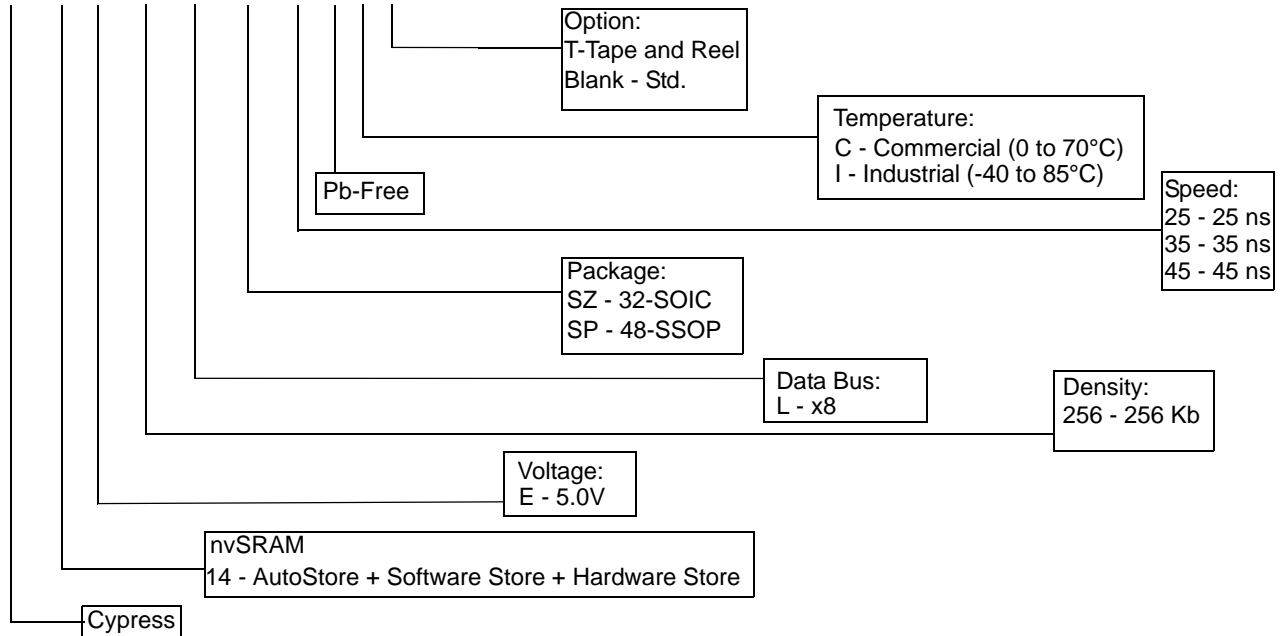 Option:
T-Tape and Reel
Blank - Std.
Temperature:
C - Commercial (0 to 70°C)
I - Industrial (-40 to 85°C)
Pb-Free
Speed:
25 - 25 ns
35 - 35 ns
45 - 45 ns
Package:
SZ - 32-SOIC
SP - 48-SSOP
Data Bus:
L - x8
Density:
256 - 256 Kb
Voltage:
E - 5.0V
nvSRAM
14 - AutoStore + Software Store + Hardware Store
Cypress